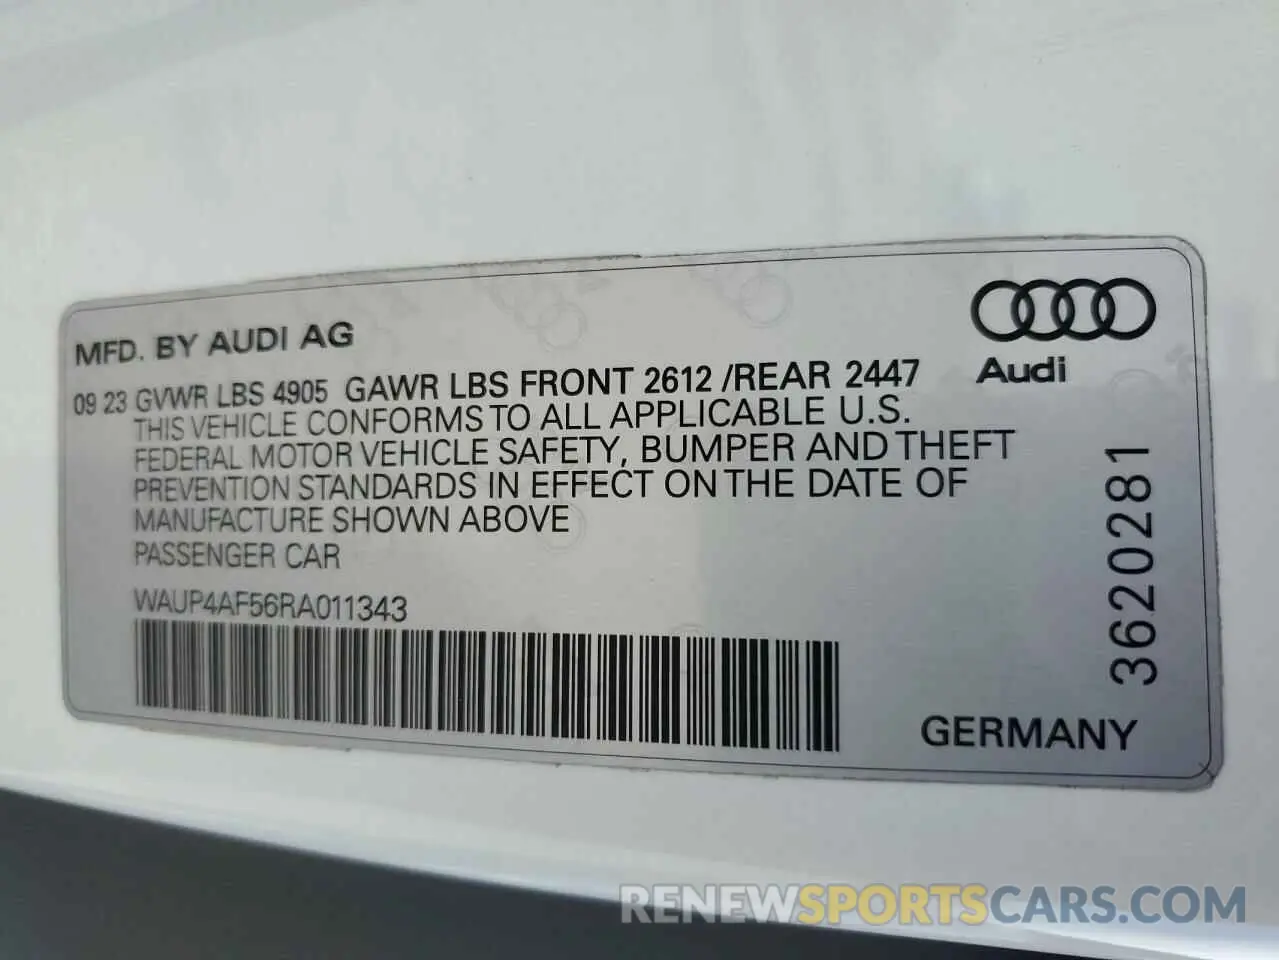 MFD. BY AUDI AG
Audi
09 23 GVWR LBS 4905 GAWR LBS FRONT 2612 /REAR 2447
THIS VEHICLE CONFORMS TO ALL APPLICABLE U.S.
FEDERAL MOTOR VEHICLE SAFETY, BUMPER AND THEFT
PREVENTION STANDARDS IN EFFECT ON THE DATE OF
MANUFACTURE SHOWN ABOVE
PASSENGER CAR
WAUP4AF56RA011343
3620281
GERMANY
RENEWSPORTSCARS.COM